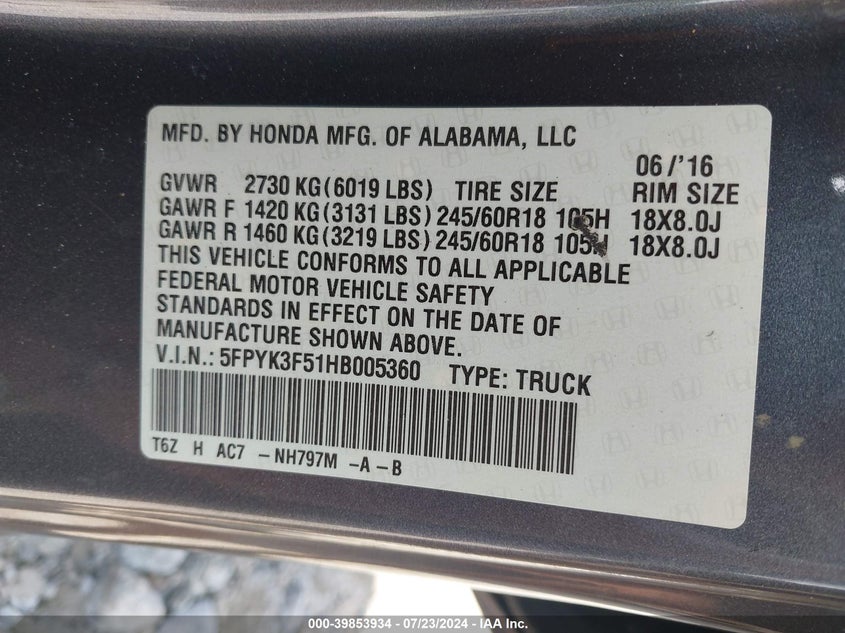 MFD. BY HONDA MFG. OF ALABAMA, LLC
06/'16
GVWR 2730 KG(6019 LBS) TIRE SIZE RIM SIZE
GAWR F 1420 KG(3131 LBS) 245/60R18 105H 18X8.0J
GAWR R 1460 KG(3219 LBS) 245/60R18 18X8.0J
THIS VEHICLE CONFORMS TO ALL APPLICABLE
FEDERAL MOTOR VEHICLE SAFETY
STANDARDS IN EFFECT ON THE DATE OF
MANUFACTURE SHOWN ABOVE.
V.I.N.: 5FPYK3F51HB005360 TYPE: TRUCK
T6Z H AC7 -NH797M -A -B
000-39853934 / 07/23/2024 - IAAI.com